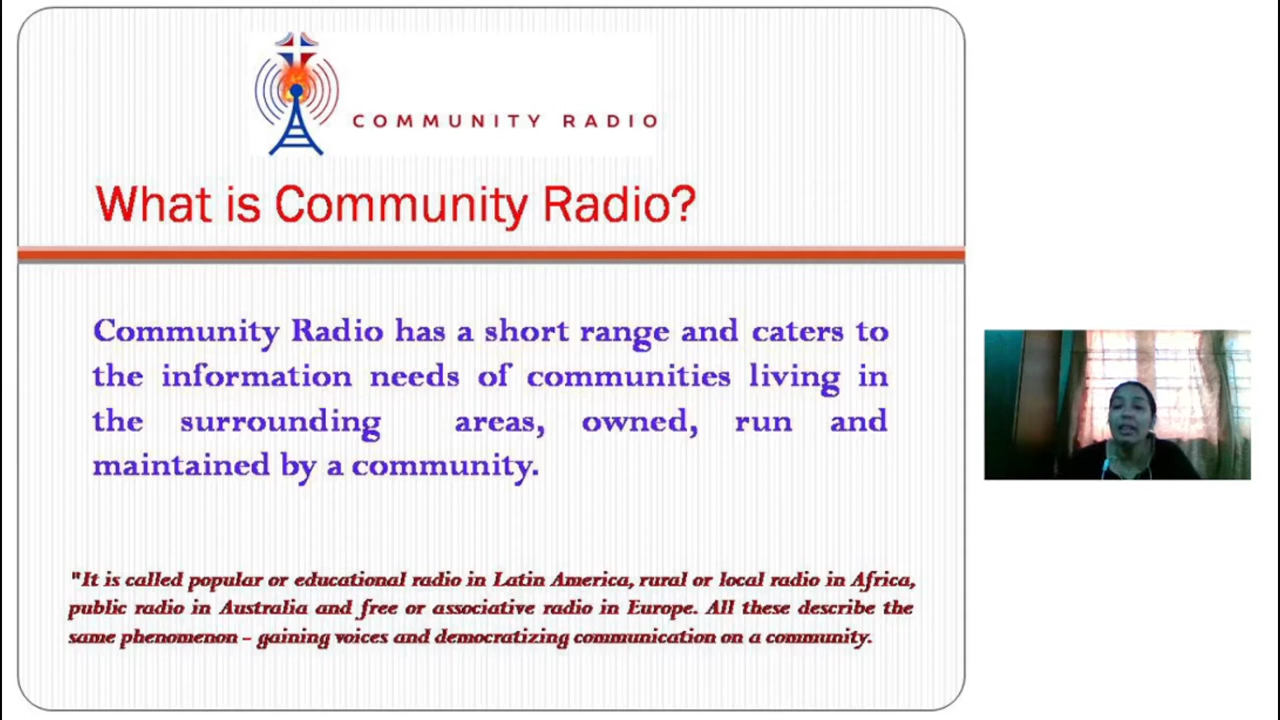 COMMUNITY RADIO
What is Community Radio?
Community Radio has a short range and caters to
the information needs of communities living in
the surrounding areas, owned, run and
maintained by a community.
"It is called popular or educational radio in Latin America, rural or local radio in Africa,
public radio in Australia and free or associative radio in Europe. All these describe the
same phenomenon – gaining voices and democratizing communication on a community.